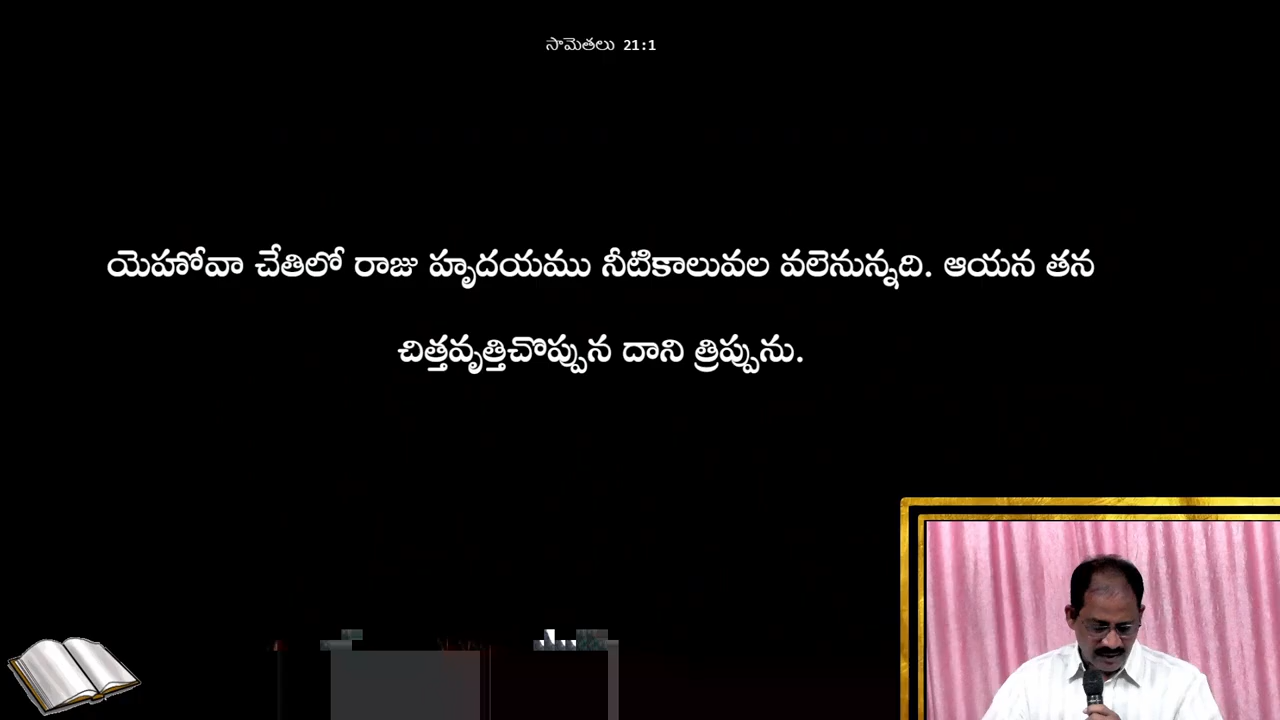 సామెతలు 21:1
యెహోవా చేతిలో రాజు హృదయము నీటికాలువల వలెనున్నది. ఆయన తన
చిత్తవృత్తిచొప్పున దాని త్రిప్పును.